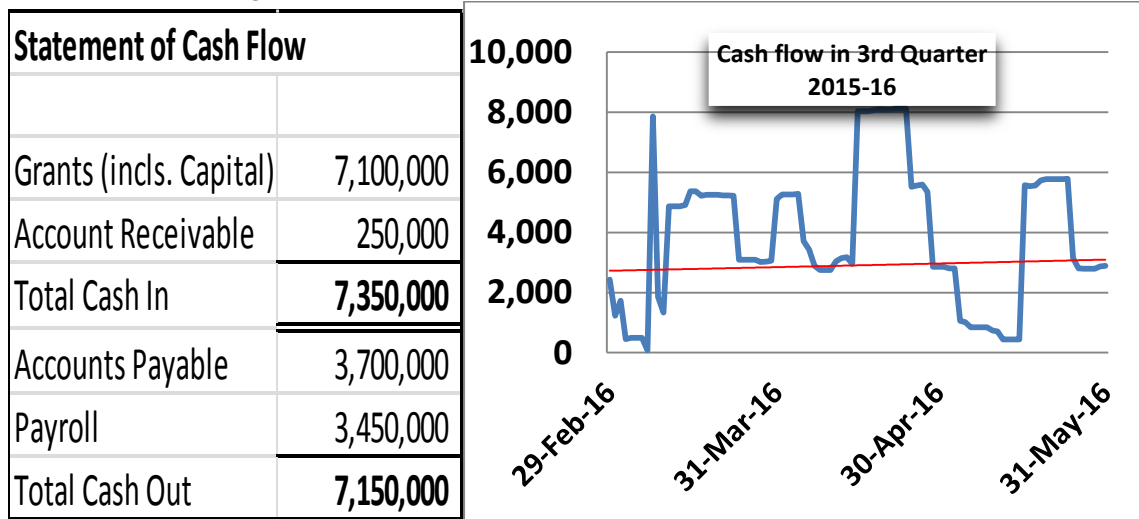 Statement of Cash Flow
Grants (incls. Capital) 7,100,000
Account Receivable 250,000
Total Cash In 7,350,000
Accounts Payable 3,700,000
Payroll 3,450,000
Total Cash Out 7,150,000
Cash flow in 3rd Quarter
2015-16
10,000
8,000
6,000
4,000
2,000
0
29-Feb-16
31-Mar-16
30-Apr-16
31-May-16